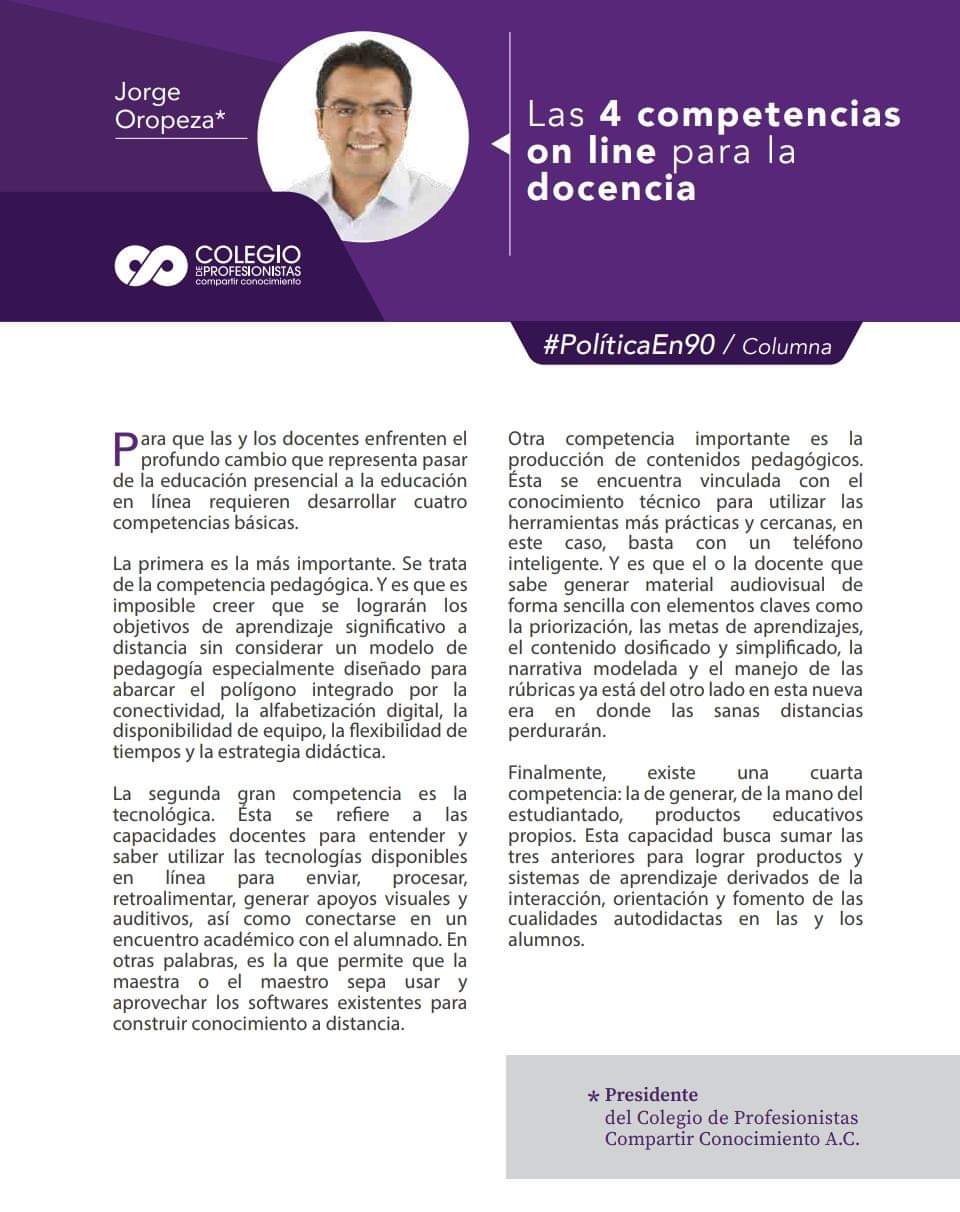 Jorge
Oropeza*
Las 4 competencias
on line para la
docencia
COLEGIO
DE PROFESIONISTAS
compartir conocimiento
#PolíticaEn90 / Columna
Para que las y los docentes enfrenten el
profundo cambio que representa pasar
de la educación presencial a la educación
en línea requieren desarrollar cuatro
competencias básicas.
La primera es la más importante. Se trata
de la competencia pedagógica. Y es que es
imposible creer que se lograrán los
objetivos de aprendizaje significativo a
distancia sin considerar un modelo de
pedagogía especialmente diseñado para
abarcar el polígono integrado por la
conectividad, la alfabetización digital, la
disponibilidad de equipo, la flexibilidad de
tiempos y la estrategia didáctica.
La segunda gran competencia es la
tecnológica. Ésta se refiere a las
capacidades docentes para entender y
saber utilizar las tecnologías disponibles
en línea para enviar, procesar,
retroalimentar, generar apoyos visuales y
auditivos, así como conectarse en un
encuentro académico con el alumnado. En
otras palabras, es la que permite que la
maestra o el maestro sepa usar y
aprovechar los softwares existentes para
construir conocimiento a distancia.
Otra competencia importante es la
producción de contenidos pedagógicos.
Ésta se encuentra vinculada con el
conocimiento técnico para utilizar las
herramientas más prácticas y cercanas, en
este caso, basta con un teléfono
inteligente. Y es que el o la docente que
sabe generar material audiovisual de
forma sencilla con elementos claves como
la priorización, las metas de aprendizajes,
el contenido dosificado y simplificado, la
narrativa modelada y el manejo de las
rúbricas ya está del otro lado en esta nueva
era en donde las sanas distancias
perdurarán.
Finalmente, existe una cuarta
competencia: la de generar, de la mano del
estudiantado, productos educativos
propios. Esta capacidad busca sumar las
tres anteriores para lograr productos y
sistemas de aprendizaje derivados de la
interacción, orientación y fomento de las
cualidades autodidactas en las y los
alumnos.
* Presidente
del Colegio de Profesionistas
Compartir Conocimiento A.C.